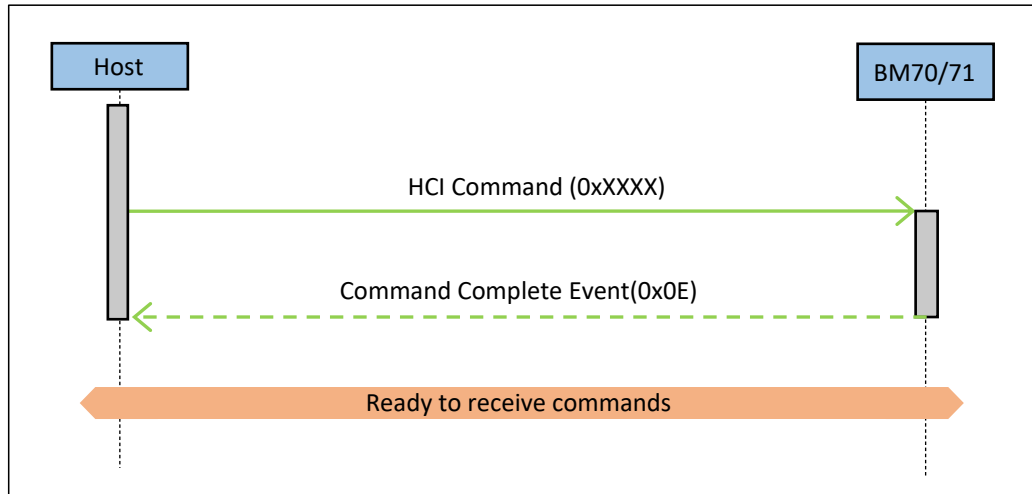 Host
BM70/71
HCI Command (0xXXXX)
Command Complete Event(0x0E)
Ready to receive commands